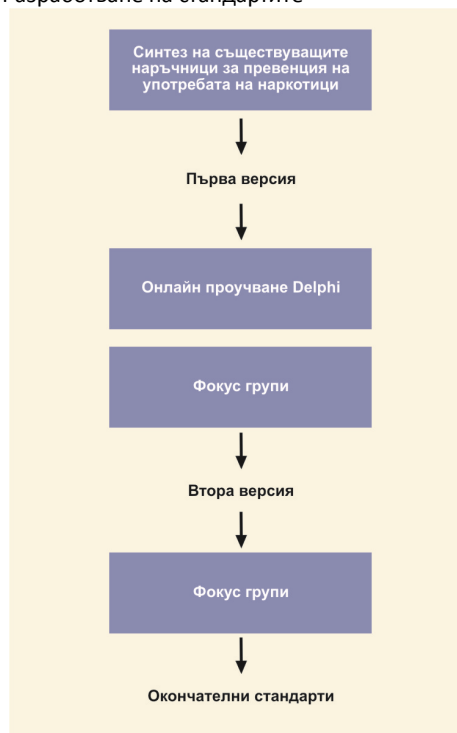 Разработване на стандартите
Синтез на съществуващите
наръчници за превенция на
употребата на наркотици
Първа версия
Онлайн проучване Delphi
Фокус групи
Втора версия
Фокус групи
Окончателни стандарти